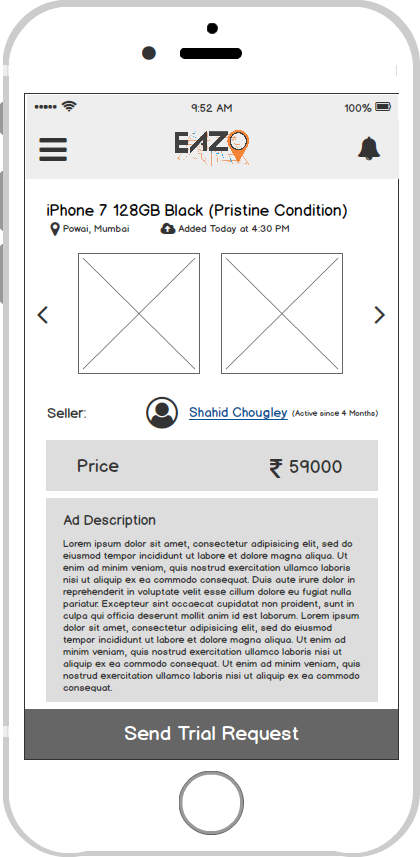 9:52 AM
100%
EAZO
iPhone 7 128GB Black (Pristine Condition)
Powai, Mumbai
Added Today at 4:30 PM
Seller:
Shahid Chougley (Active since 4 Months)
Price
₹ 59000
Ad Description
Lorem ipsum dolor sit amet, consectetur adipisicing elit, sed do
eiusmod tempor incididunt ut labore et dolore magna aliqua. Ut
enim ad minim veniam, quis nostrud exercitation ullamco laboris
nisi ut aliquip ex ea commodo consequat. Duis aute irure dolor in
reprehenderit in voluptate velit esse cillum dolore eu fugiat nulla
pariatur. Excepteur sint occaecat cupidatat non proident, sunt in
culpa qui officia deserunt mollit anim id est laborum. Lorem ipsum
dolor sit amet, consectetur adipisicing elit, sed do eiusmod
tempor incididunt ut labore et dolore magna aliqua. Ut enim ad
minim veniam, quis nostrud exercitation ullamco laboris nisi ut
aliquip ex ea commodo consequat. Ut enim ad minim veniam, quis
nostrud exercitation ullamco laboris nisi ut aliquip ex ea commodo
consequat.
Send Trial Request